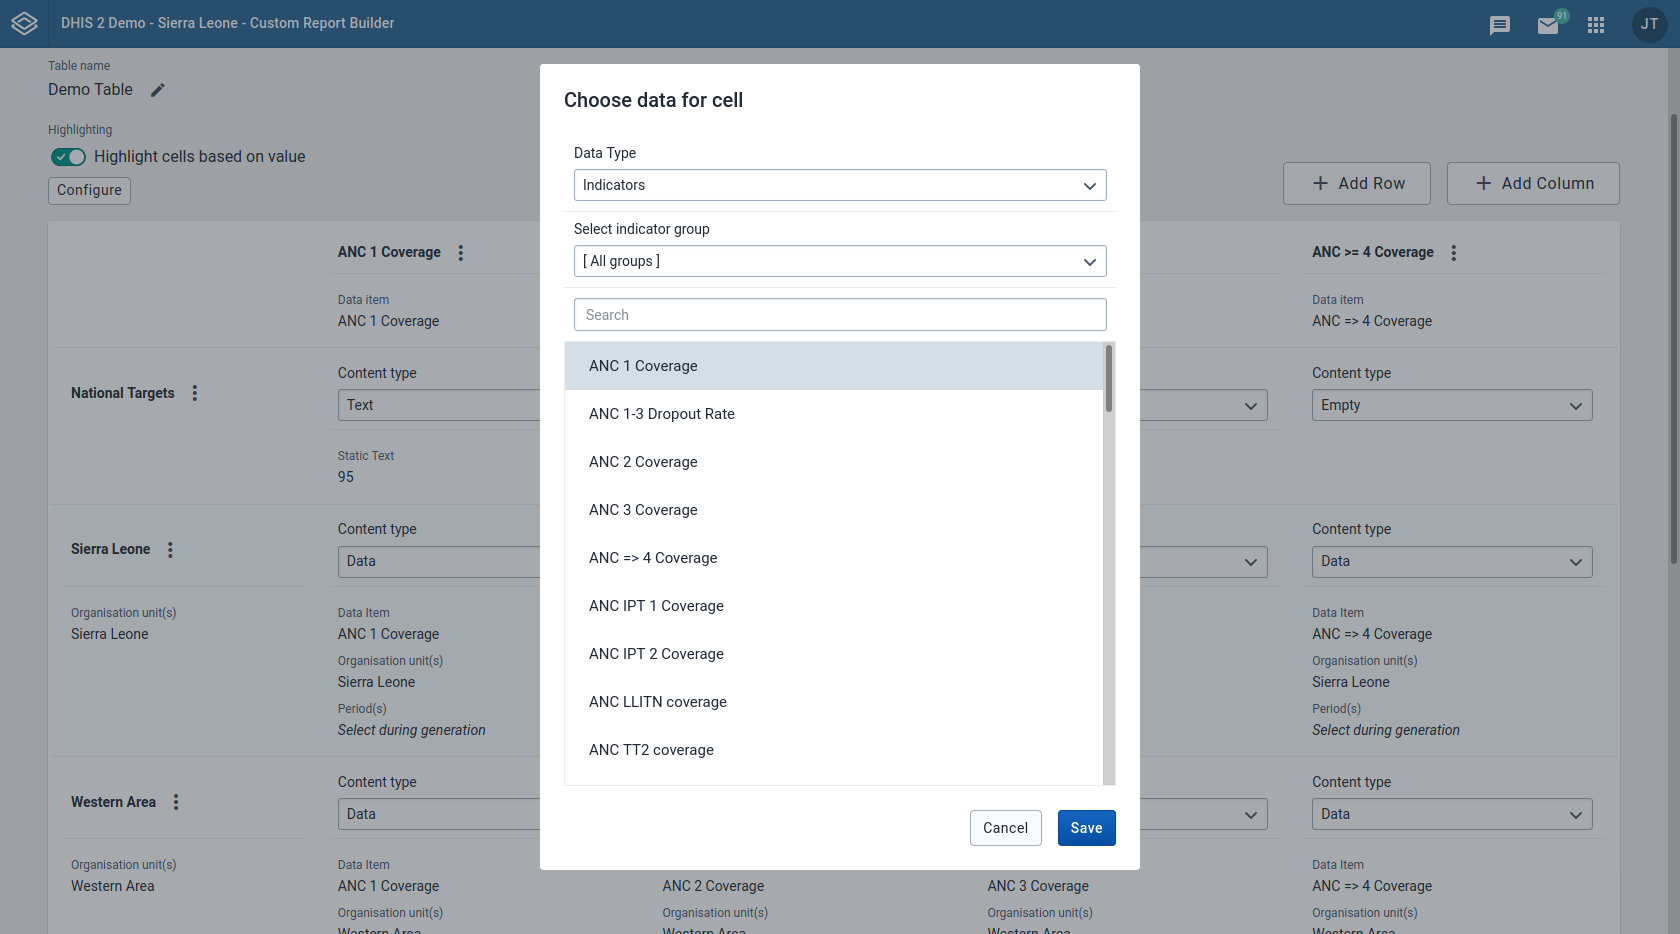 DHIS 2 Demo - Sierra Leone - Custom Report Builder
91
JT
Table name
Demo Table
Highlighting
Highlight cells based on value
Configure
Add Row
Add Column
Choose data for cell
Data Type
Indicators
Select indicator group
[ All groups ]
Search
ANC 1 Coverage
ANC 1-3 Dropout Rate
ANC 2 Coverage
ANC 3 Coverage
ANC => 4 Coverage
ANC IPT 1 Coverage
ANC IPT 2 Coverage
ANC LLITN coverage
ANC TT2 coverage
Cancel
Save
ANC 1 Coverage
ANC >= 4 Coverage
Data item
Data item
ANC 1 Coverage
ANC => 4 Coverage
National Targets
Content type
Content type
Text
Empty
Static Text
95
Sierra Leone
Content type
Content type
Data
Data
Organisation unit(s)
Sierra Leone
Data Item
ANC 1 Coverage
Organisation unit(s)
Sierra Leone
Period(s)
Select during generation
Data Item
ANC => 4 Coverage
Organisation unit(s)
Sierra Leone
Period(s)
Select during generation
Western Area
Content type
Content type
Data
Data
Organisation unit(s)
Western Area
Data Item
ANC 1 Coverage
Organisation unit(s)
Western Area
ANC 2 Coverage
Organisation unit(s)
Western Area
ANC 3 Coverage
Organisation unit(s)
Western Area
Data Item
ANC => 4 Coverage
Organisation unit(s)
Western Area